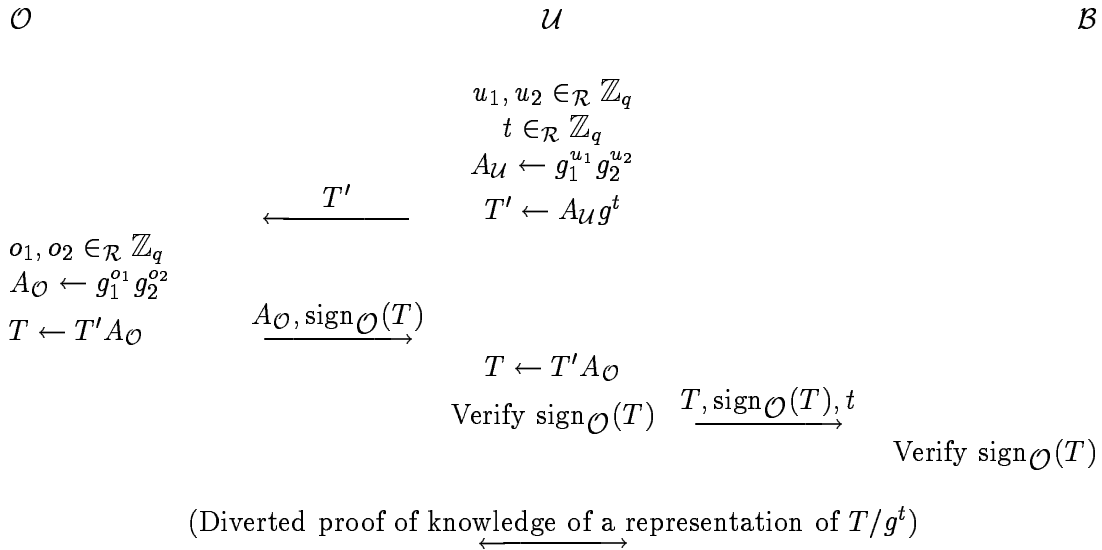 𝒪 𝒰 ℬ
u₁, u₂ ∈_ℛ ℤ_q
t ∈_ℛ ℤ_q
A_𝒰 ← g₁^{u₁} g₂^{u₂}
T′
T′ ← A_𝒰 g^t
o₁, o₂ ∈_ℛ ℤ_q
A_𝒪 ← g₁^{o₁} g₂^{o₂}
T ← T′A_𝒪
A_𝒪, sign_𝒪(T)
T ← T′A_𝒪
Verify sign_𝒪(T)
T, sign_𝒪(T), t
Verify sign_𝒪(T)
(Diverted proof of knowledge of a representation of T/g^t)